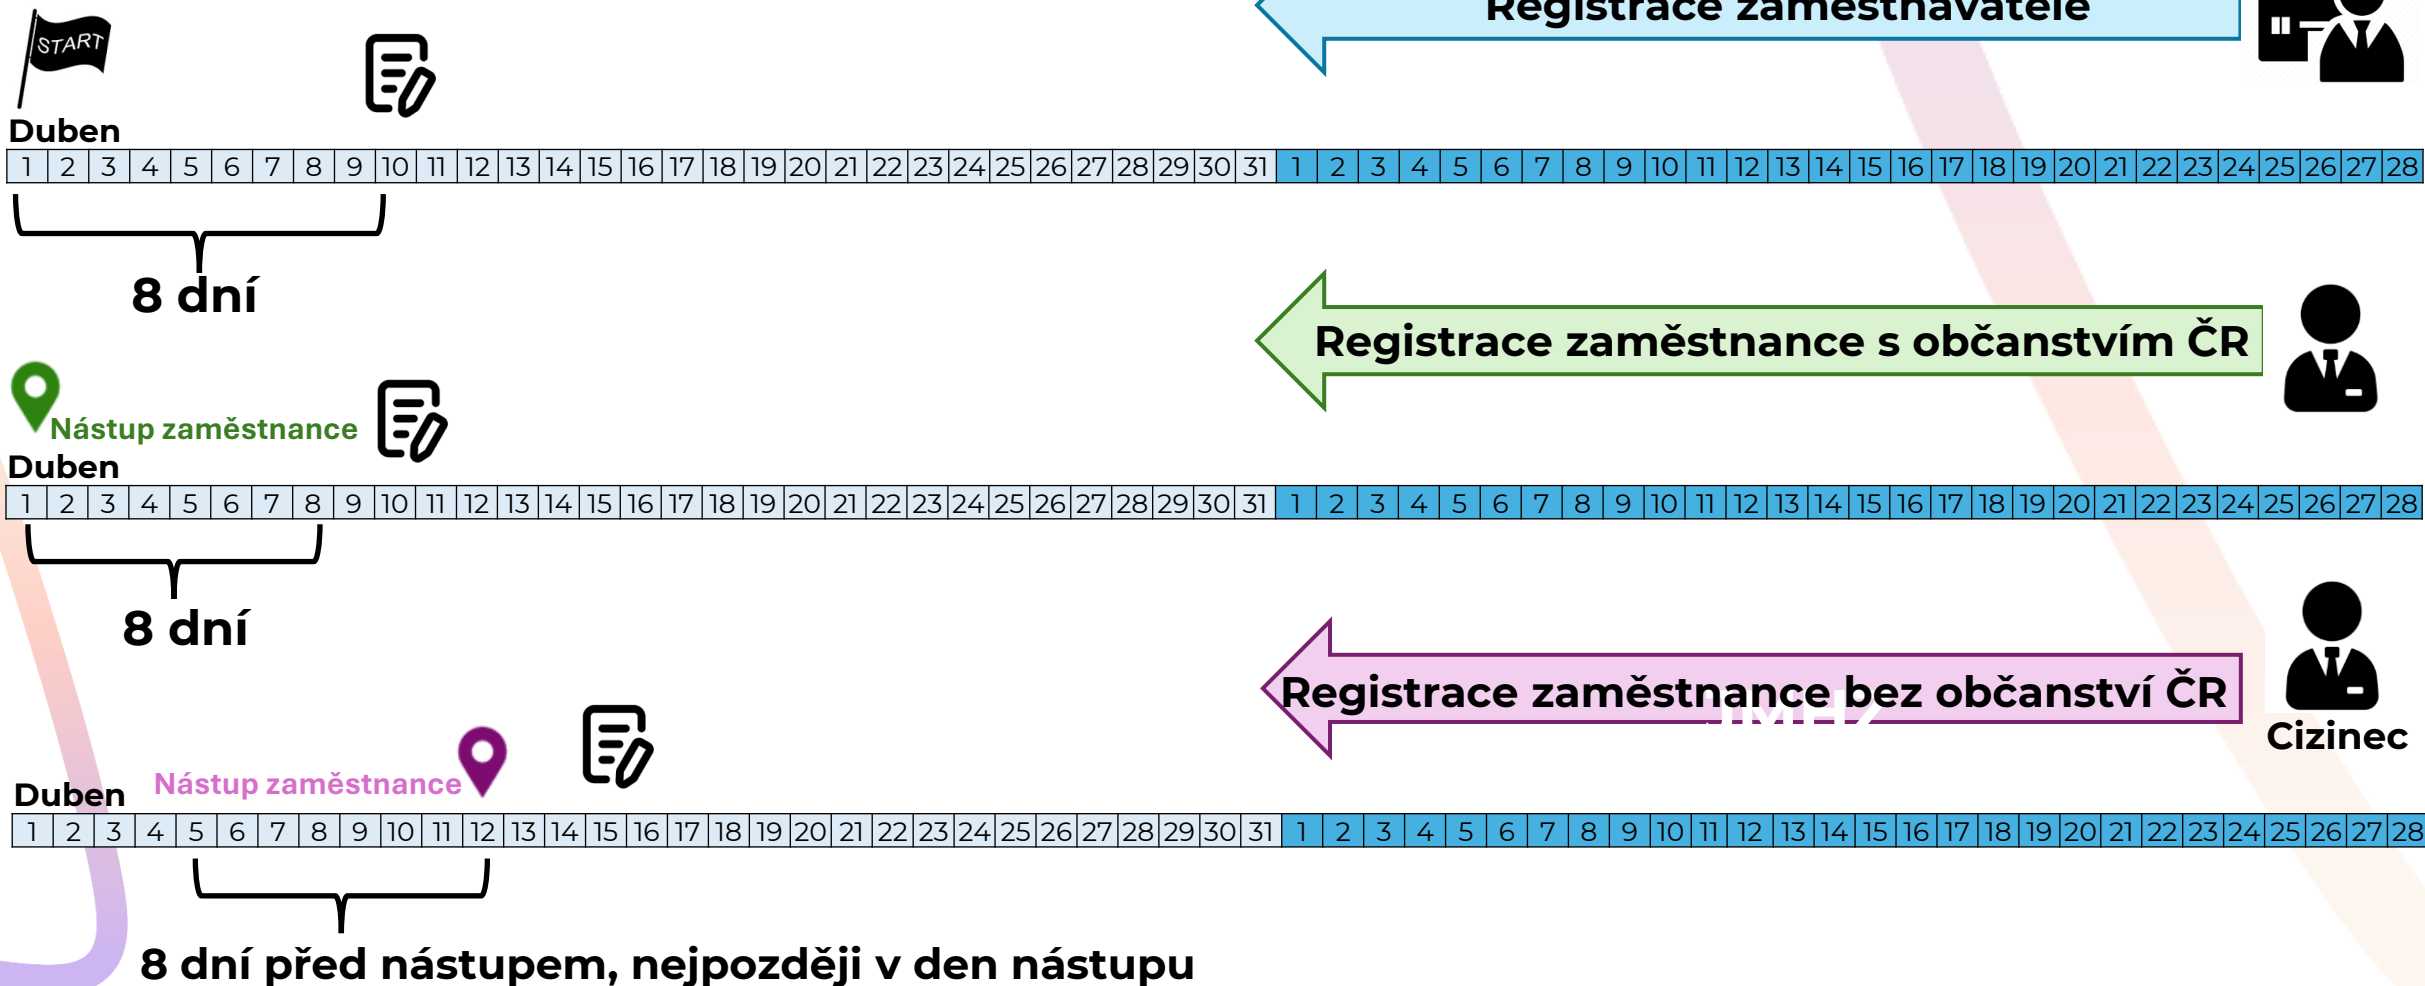 Registrace zaměstnavatele
START
Duben
1 2 3 4 5 6 7 8 9 10 11 12 13 14 15 16 17 18 19 20 21 22 23 24 25 26 27 28 29 30 31 1 2 3 4 5 6 7 8 9 10 11 12 13 14 15 16 17 18 19 20 21 22 23 24 25 26 27 28
8 dní
Registrace zaměstnance s občanstvím ČR
Nástup zaměstnance
Duben
1 2 3 4 5 6 7 8 9 10 11 12 13 14 15 16 17 18 19 20 21 22 23 24 25 26 27 28 29 30 31 1 2 3 4 5 6 7 8 9 10 11 12 13 14 15 16 17 18 19 20 21 22 23 24 25 26 27 28
8 dní
Registrace zaměstnance bez občanství ČR
JMHZ
Cizinec
Nástup zaměstnance
Duben
1 2 3 4 5 6 7 8 9 10 11 12 13 14 15 16 17 18 19 20 21 22 23 24 25 26 27 28 29 30 31 1 2 3 4 5 6 7 8 9 10 11 12 13 14 15 16 17 18 19 20 21 22 23 24 25 26 27 28
8 dní před nástupem, nejpozději v den nástupu